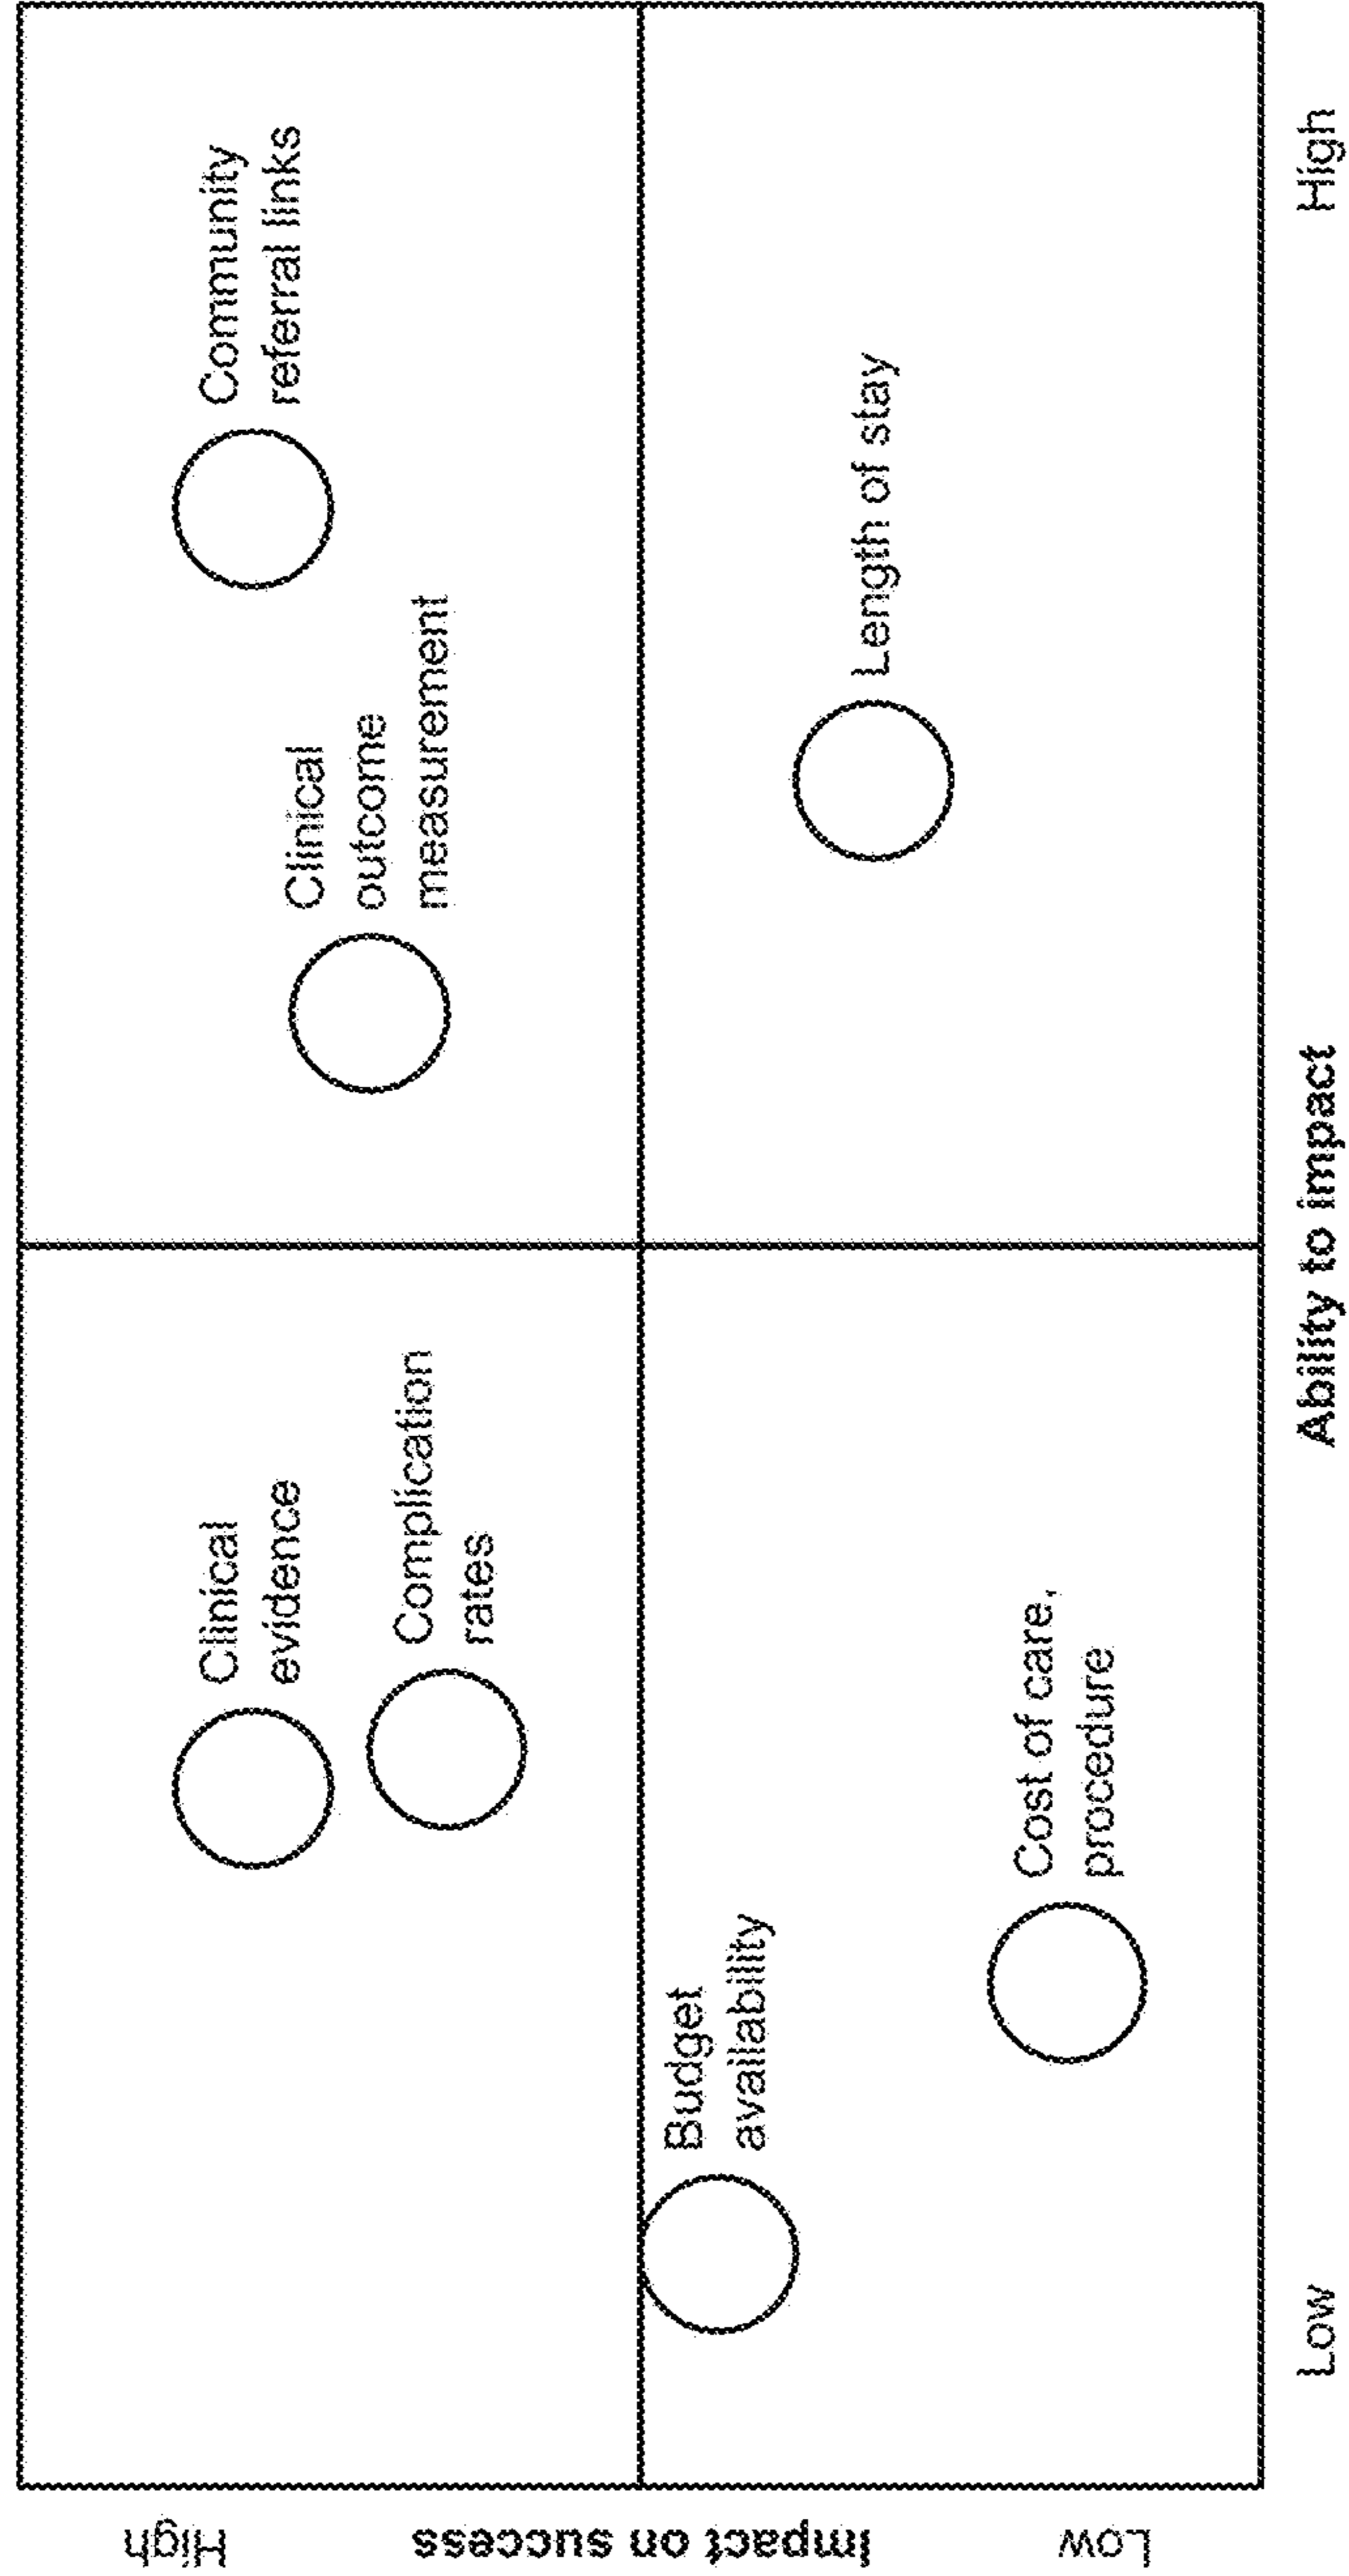 High
Impact on success
Low
Clinical
evidence
Complication
rates
Clinical
outcome
measurement
Community
referral links
Budget
availability
Cost of care,
procedure
Length of stay
Low
Ability to impact
High